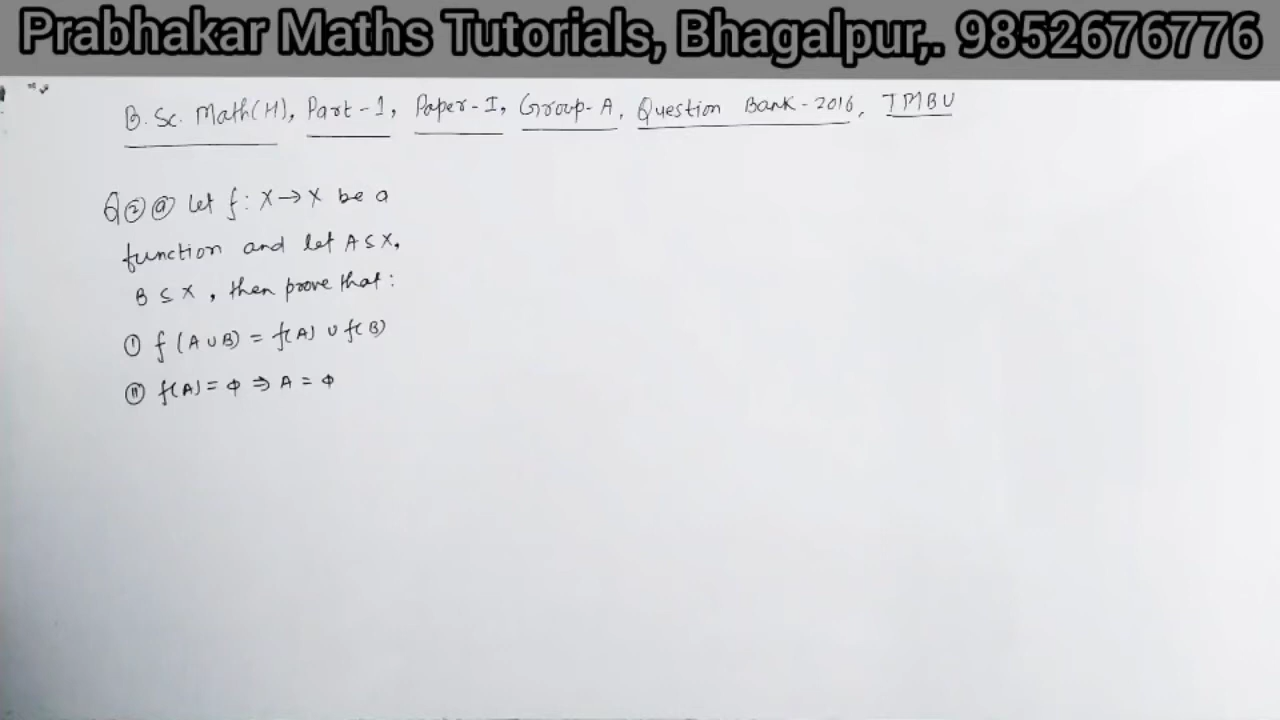 Prabhakar Maths Tutorials, Bhagalpur,. 9852676776
B.Sc. Math(H), Part-1, Paper-I, Group-A, Question Bank-2016, TMBU
Q ② ⓐ Let f: X→X be a
function and let A ⊆ X,
B ⊆ X, then prove that:
① f(A∪B) = f(A) ∪ f(B)
⑪ f(A) = φ ⇒ A = φ